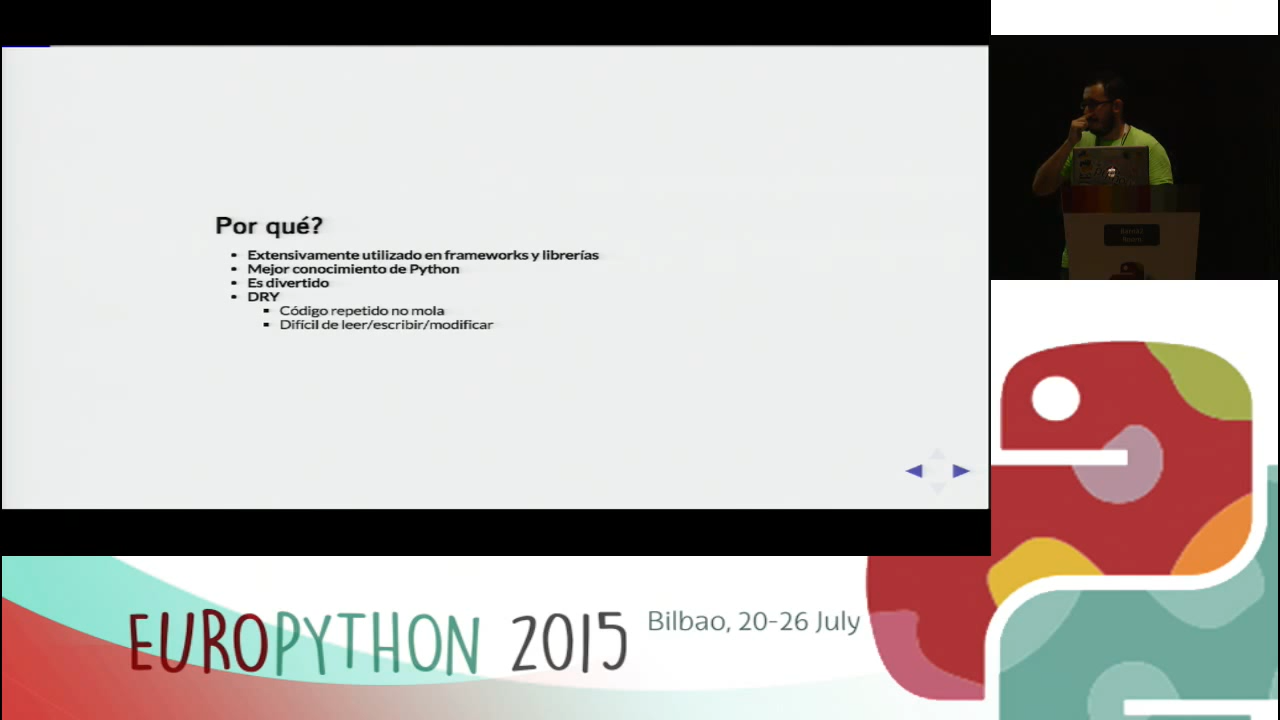 Por qué?
Extensivamente utilizado en frameworks y librerías
Mejor conocimiento de Python
Es divertido
DRY
Código repetido no mola
Difícil de leer/escribir/modificar
EUROPYTHON 2015
Bilbao, 20-26 July